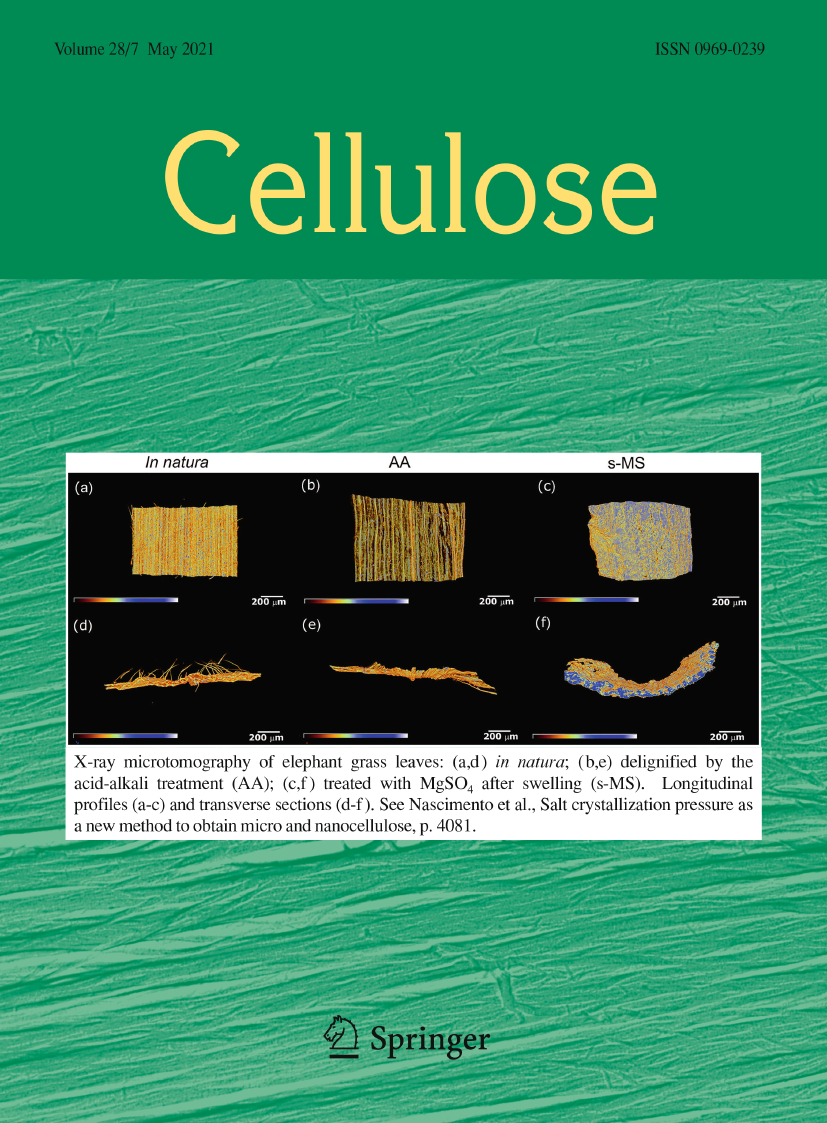 Volume 28/7 May 2021
ISSN 0969-0239
Cellulose
In natura
AA
s-MS
(a)
(b)
(c)
200 μm
200 μm
200 μm
(d)
(e)
(f)
200 μm
200 μm
200 μm
X-ray microtomography of elephant grass leaves: (a,d) in natura; (b,e) delignified by the
acid-alkali treatment (AA); (c,f) treated with MgSO₄ after swelling (s-MS). Longitudinal
profiles (a-c) and transverse sections (d-f). See Nascimento et al., Salt crystallization pressure as
a new method to obtain micro and nanocellulose, p. 4081.
Springer